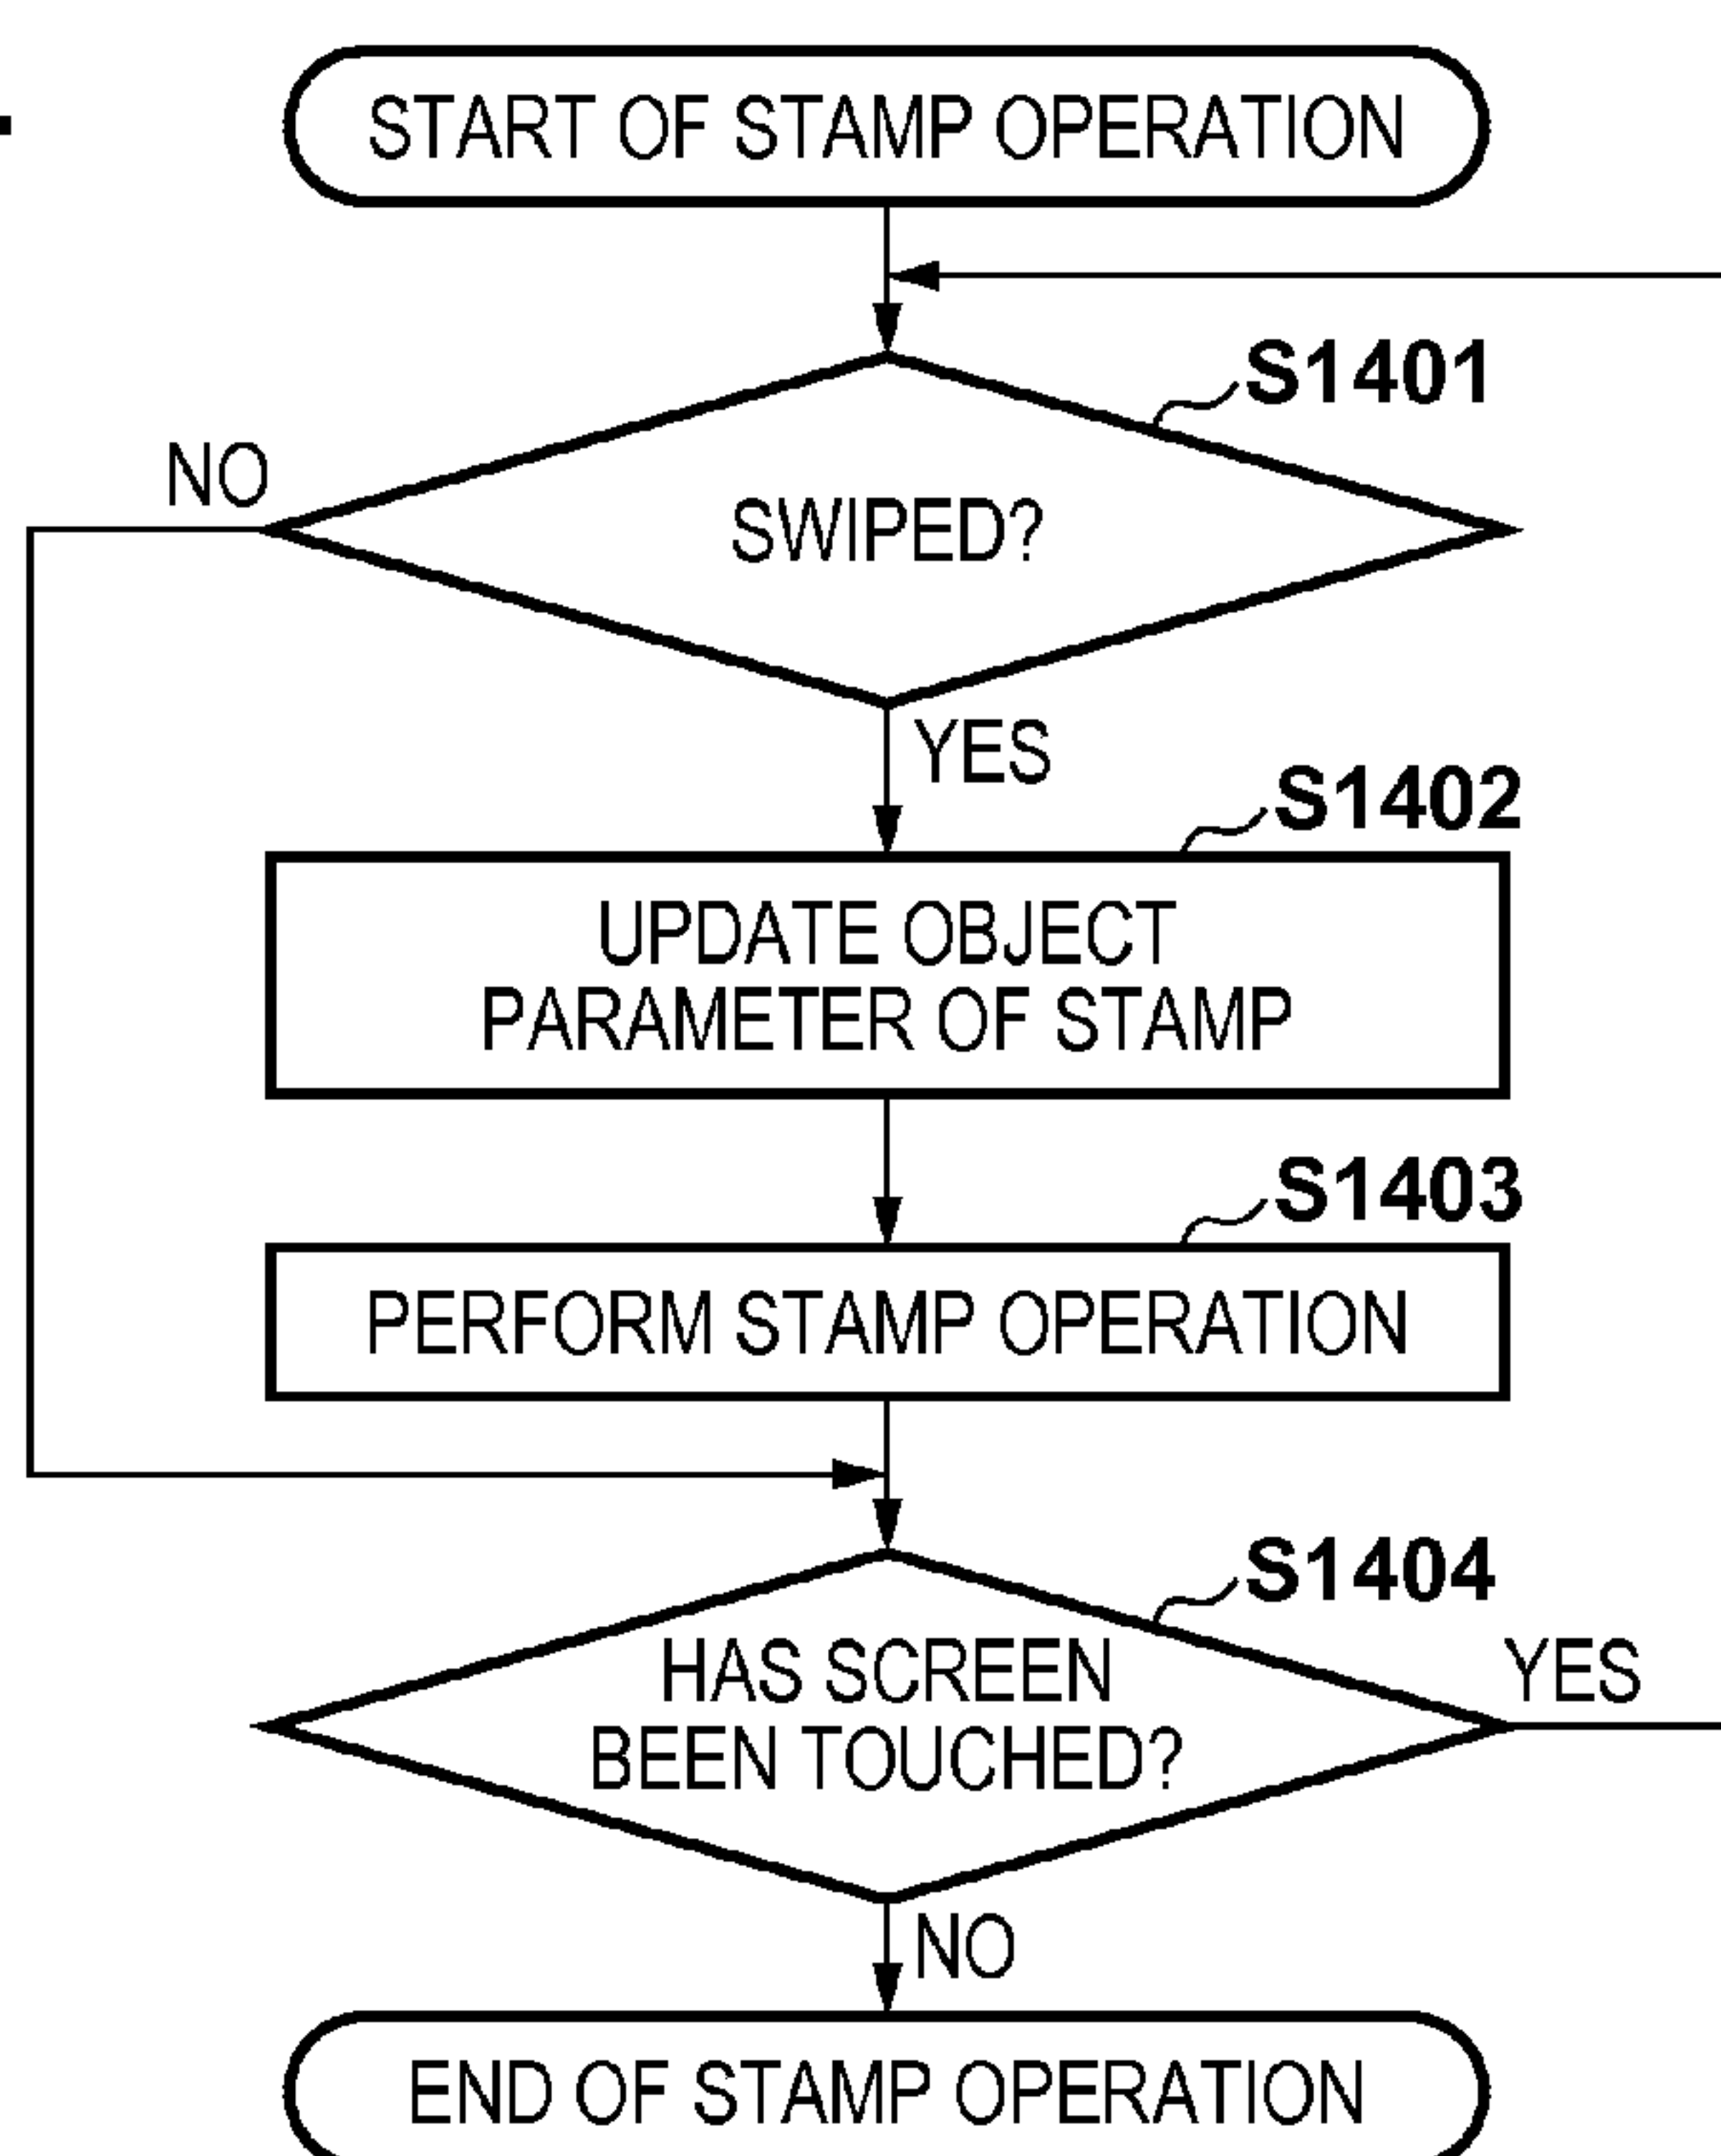 START OF STAMP OPERATION
S1401
NO
SWIPED?
YES
S1402
UPDATE OBJECT
PARAMETER OF STAMP
S1403
PERFORM STAMP OPERATION
S1404
HAS SCREEN
BEEN TOUCHED?
YES
NO
END OF STAMP OPERATION